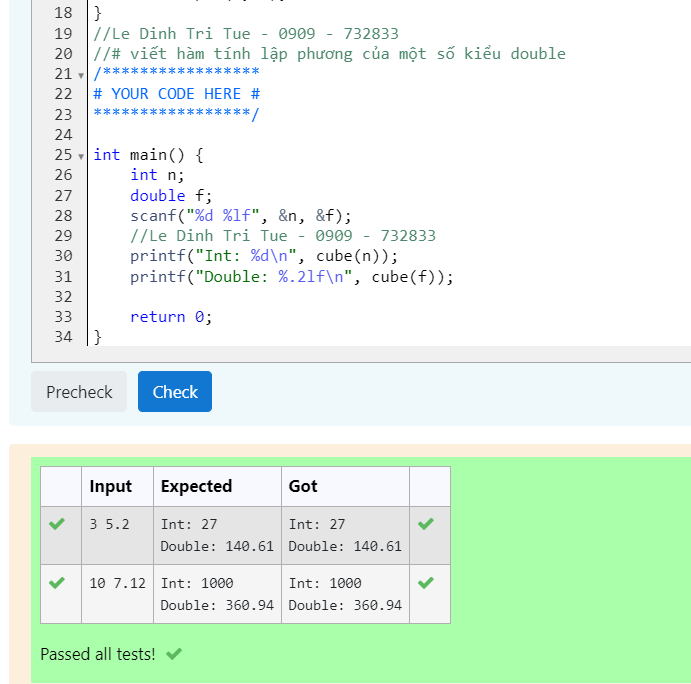 18 }
19 //Le Dinh Tri Tue - 0909 - 732833
20 //# viết hàm tính lập phương của một số kiểu double
21 /*****************
22 # YOUR CODE HERE #
23 *****************/
24
25 int main() {
26 int n;
27 double f;
28 scanf("%d %lf", &n, &f);
29 //Le Dinh Tri Tue - 0909 - 732833
30 printf("Int: %d\n", cube(n));
31 printf("Double: %.2lf\n", cube(f));
32
33 return 0;
34 }
Precheck Check
Input Expected Got
3 5.2 Int: 27 Int: 27
Double: 140.61 Double: 140.61
10 7.12 Int: 1000 Int: 1000
Double: 360.94 Double: 360.94
Passed all tests!